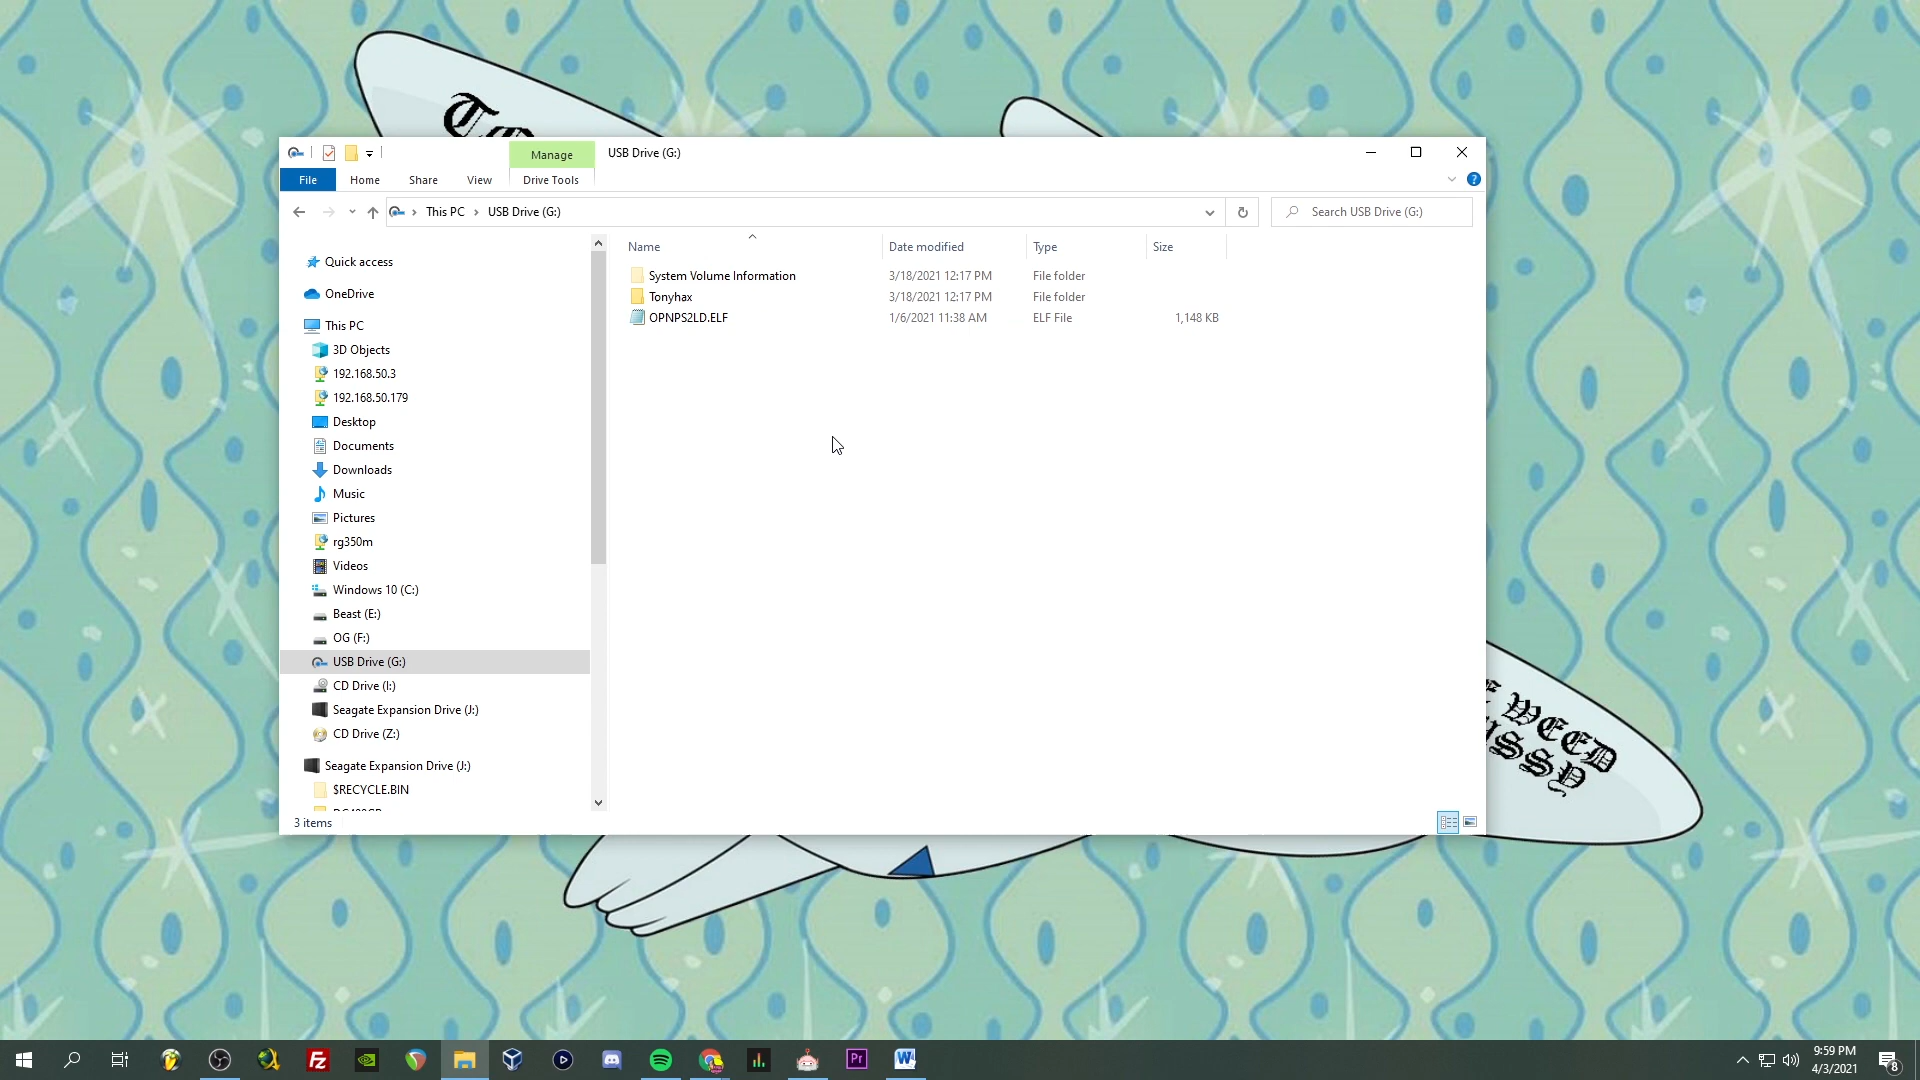 Manage
USB Drive (G:)
File
Home
Share
View
Drive Tools
This PC
USB Drive (G:)
Search USB Drive (G:)
Name
Date modified
Type
Size
System Volume Information
3/18/2021 12:17 PM
File folder
Tonyhax
3/18/2021 12:17 PM
File folder
OPNPS2LD.ELF
1/6/2021 11:38 AM
ELF File
1,148 KB
Quick access
OneDrive
This PC
3D Objects
192.168.50.3
192.168.50.179
Desktop
Documents
Downloads
Music
Pictures
rg350m
Videos
Windows 10 (C:)
Beast (E:)
OG (F:)
USB Drive (G:)
CD Drive (I:)
Seagate Expansion Drive (J:)
CD Drive (Z:)
Seagate Expansion Drive (J:)
$RECYCLE.BIN
3 items
WEED
9:59 PM
4/3/2021
8
Pr